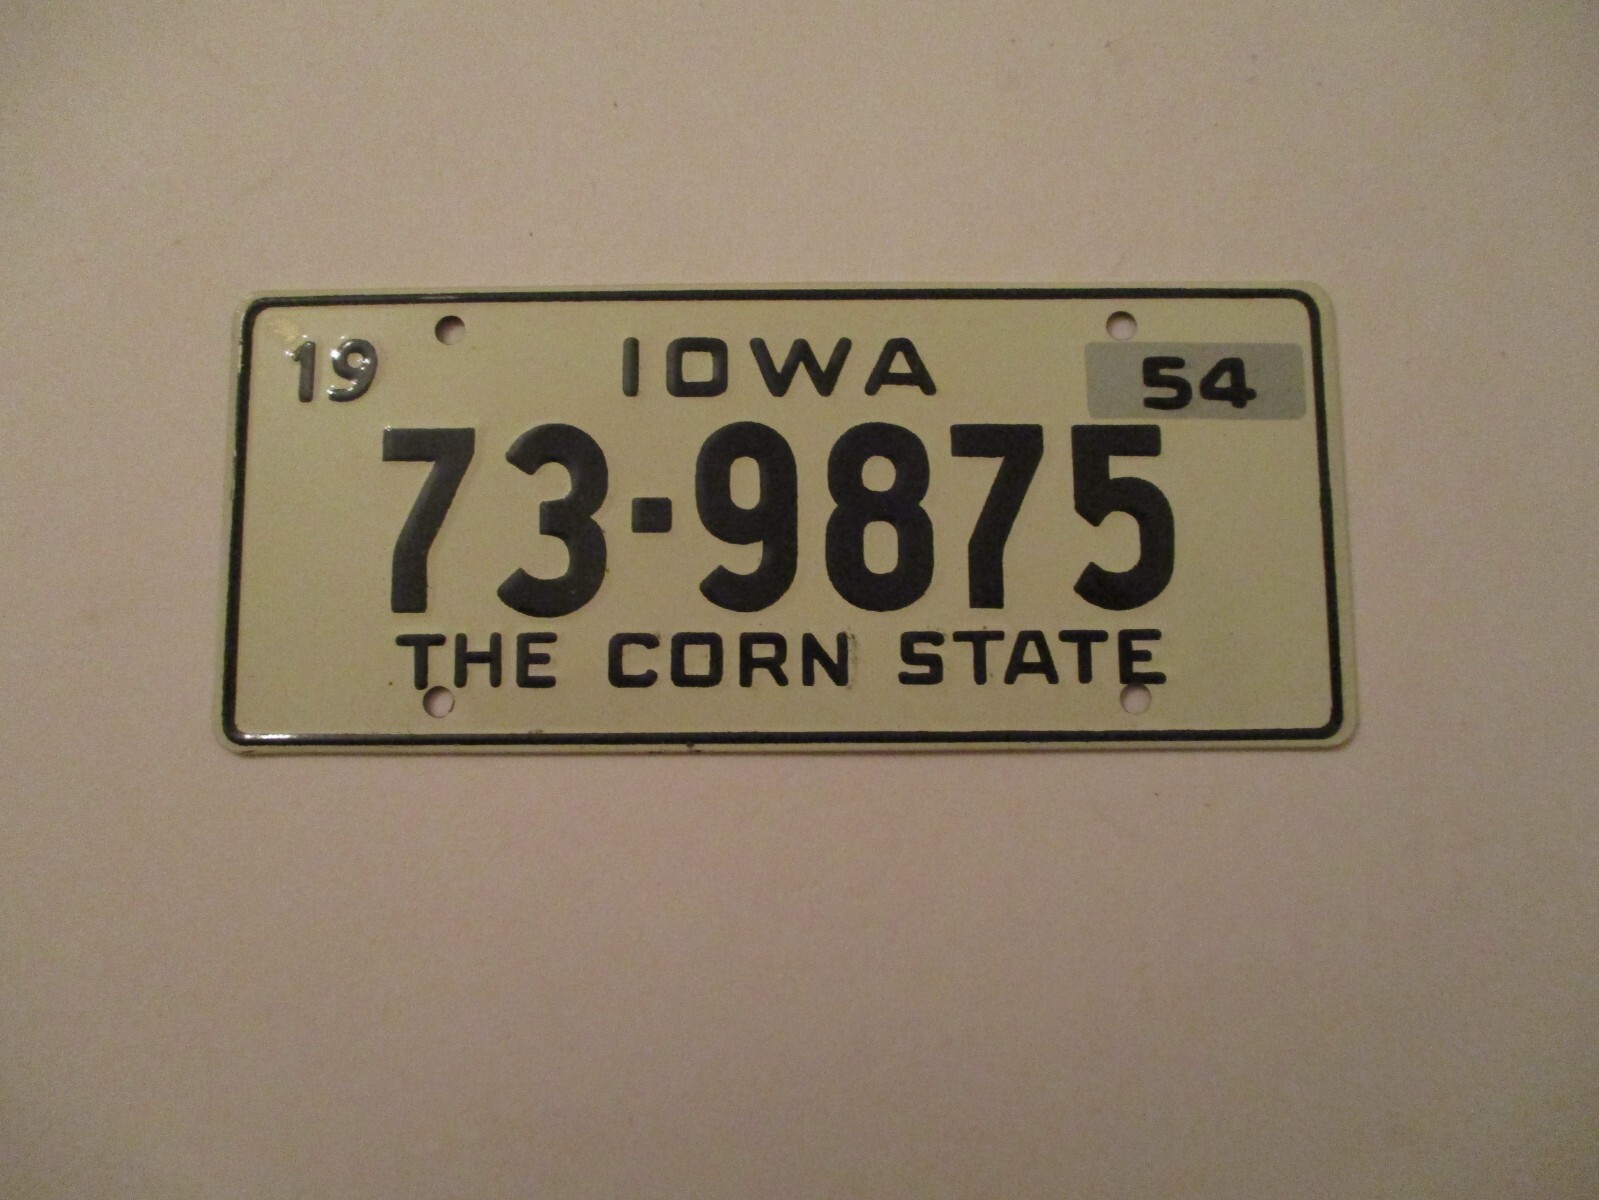 19 IOWA 54
73-9875
THE CORN STATE